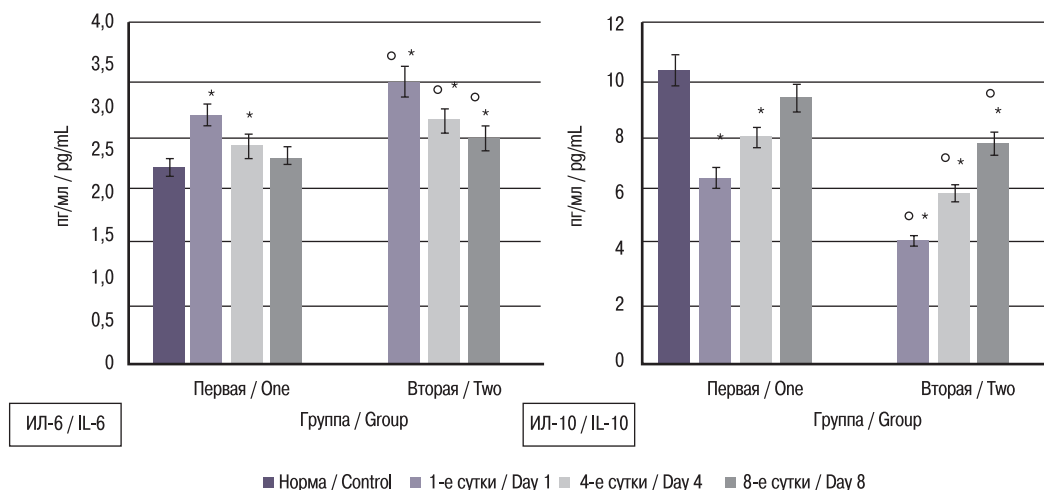 4,0
3,5
3,0
2,5
2,0
1,5
1,0
0,5
0
пг/мл / pg/mL
* * ○ * ○ * ○ *
Первая / One Вторая / Two
Группа / Group
ИЛ-6 / IL-6
12
10
8
6
4
2
0
пг/мл / pg/mL
* * ○ * ○ * ○ *
Первая / One Вторая / Two
Группа / Group
ИЛ-10 / IL-10
Норма / Control 1-е сутки / Day 1 4-е сутки / Day 4 8-е сутки / Day 8